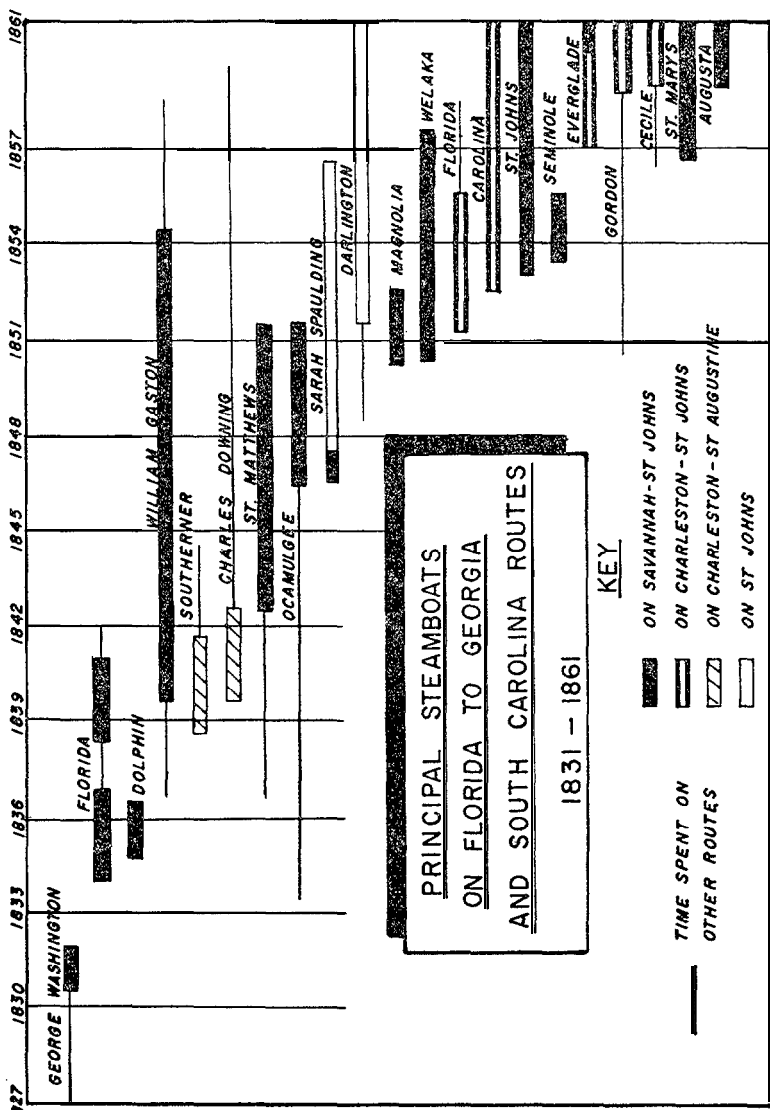 27 1830 1833 1836 1839 1842 1845 1848 1851 1854 1857 1861
GEORGE WASHINGTON
FLORIDA
DOLPHIN
WILLIAM GASTON
SOUTHERNER
CHARLES DOWNING
ST. MATTHEWS
OCAMULGEE
SARAH SPAULDING
DARLINGTON
MAGNOLIA
WELAKA
FLORIDA
CAROLINA
ST. JOHNS
SEMINOLE
EVERGLADE
GORDON
CECILE
ST. MARYS
AUGUSTA
PRINCIPAL STEAMBOATS
ON FLORIDA TO GEORGIA
AND SOUTH CAROLINA ROUTES
1831 – 1861
KEY
TIME SPENT ON
OTHER ROUTES
ON SAVANNAH-ST JOHNS
ON CHARLESTON-ST JOHNS
ON CHARLESTON-ST AUGUSTINE
ON ST JOHNS